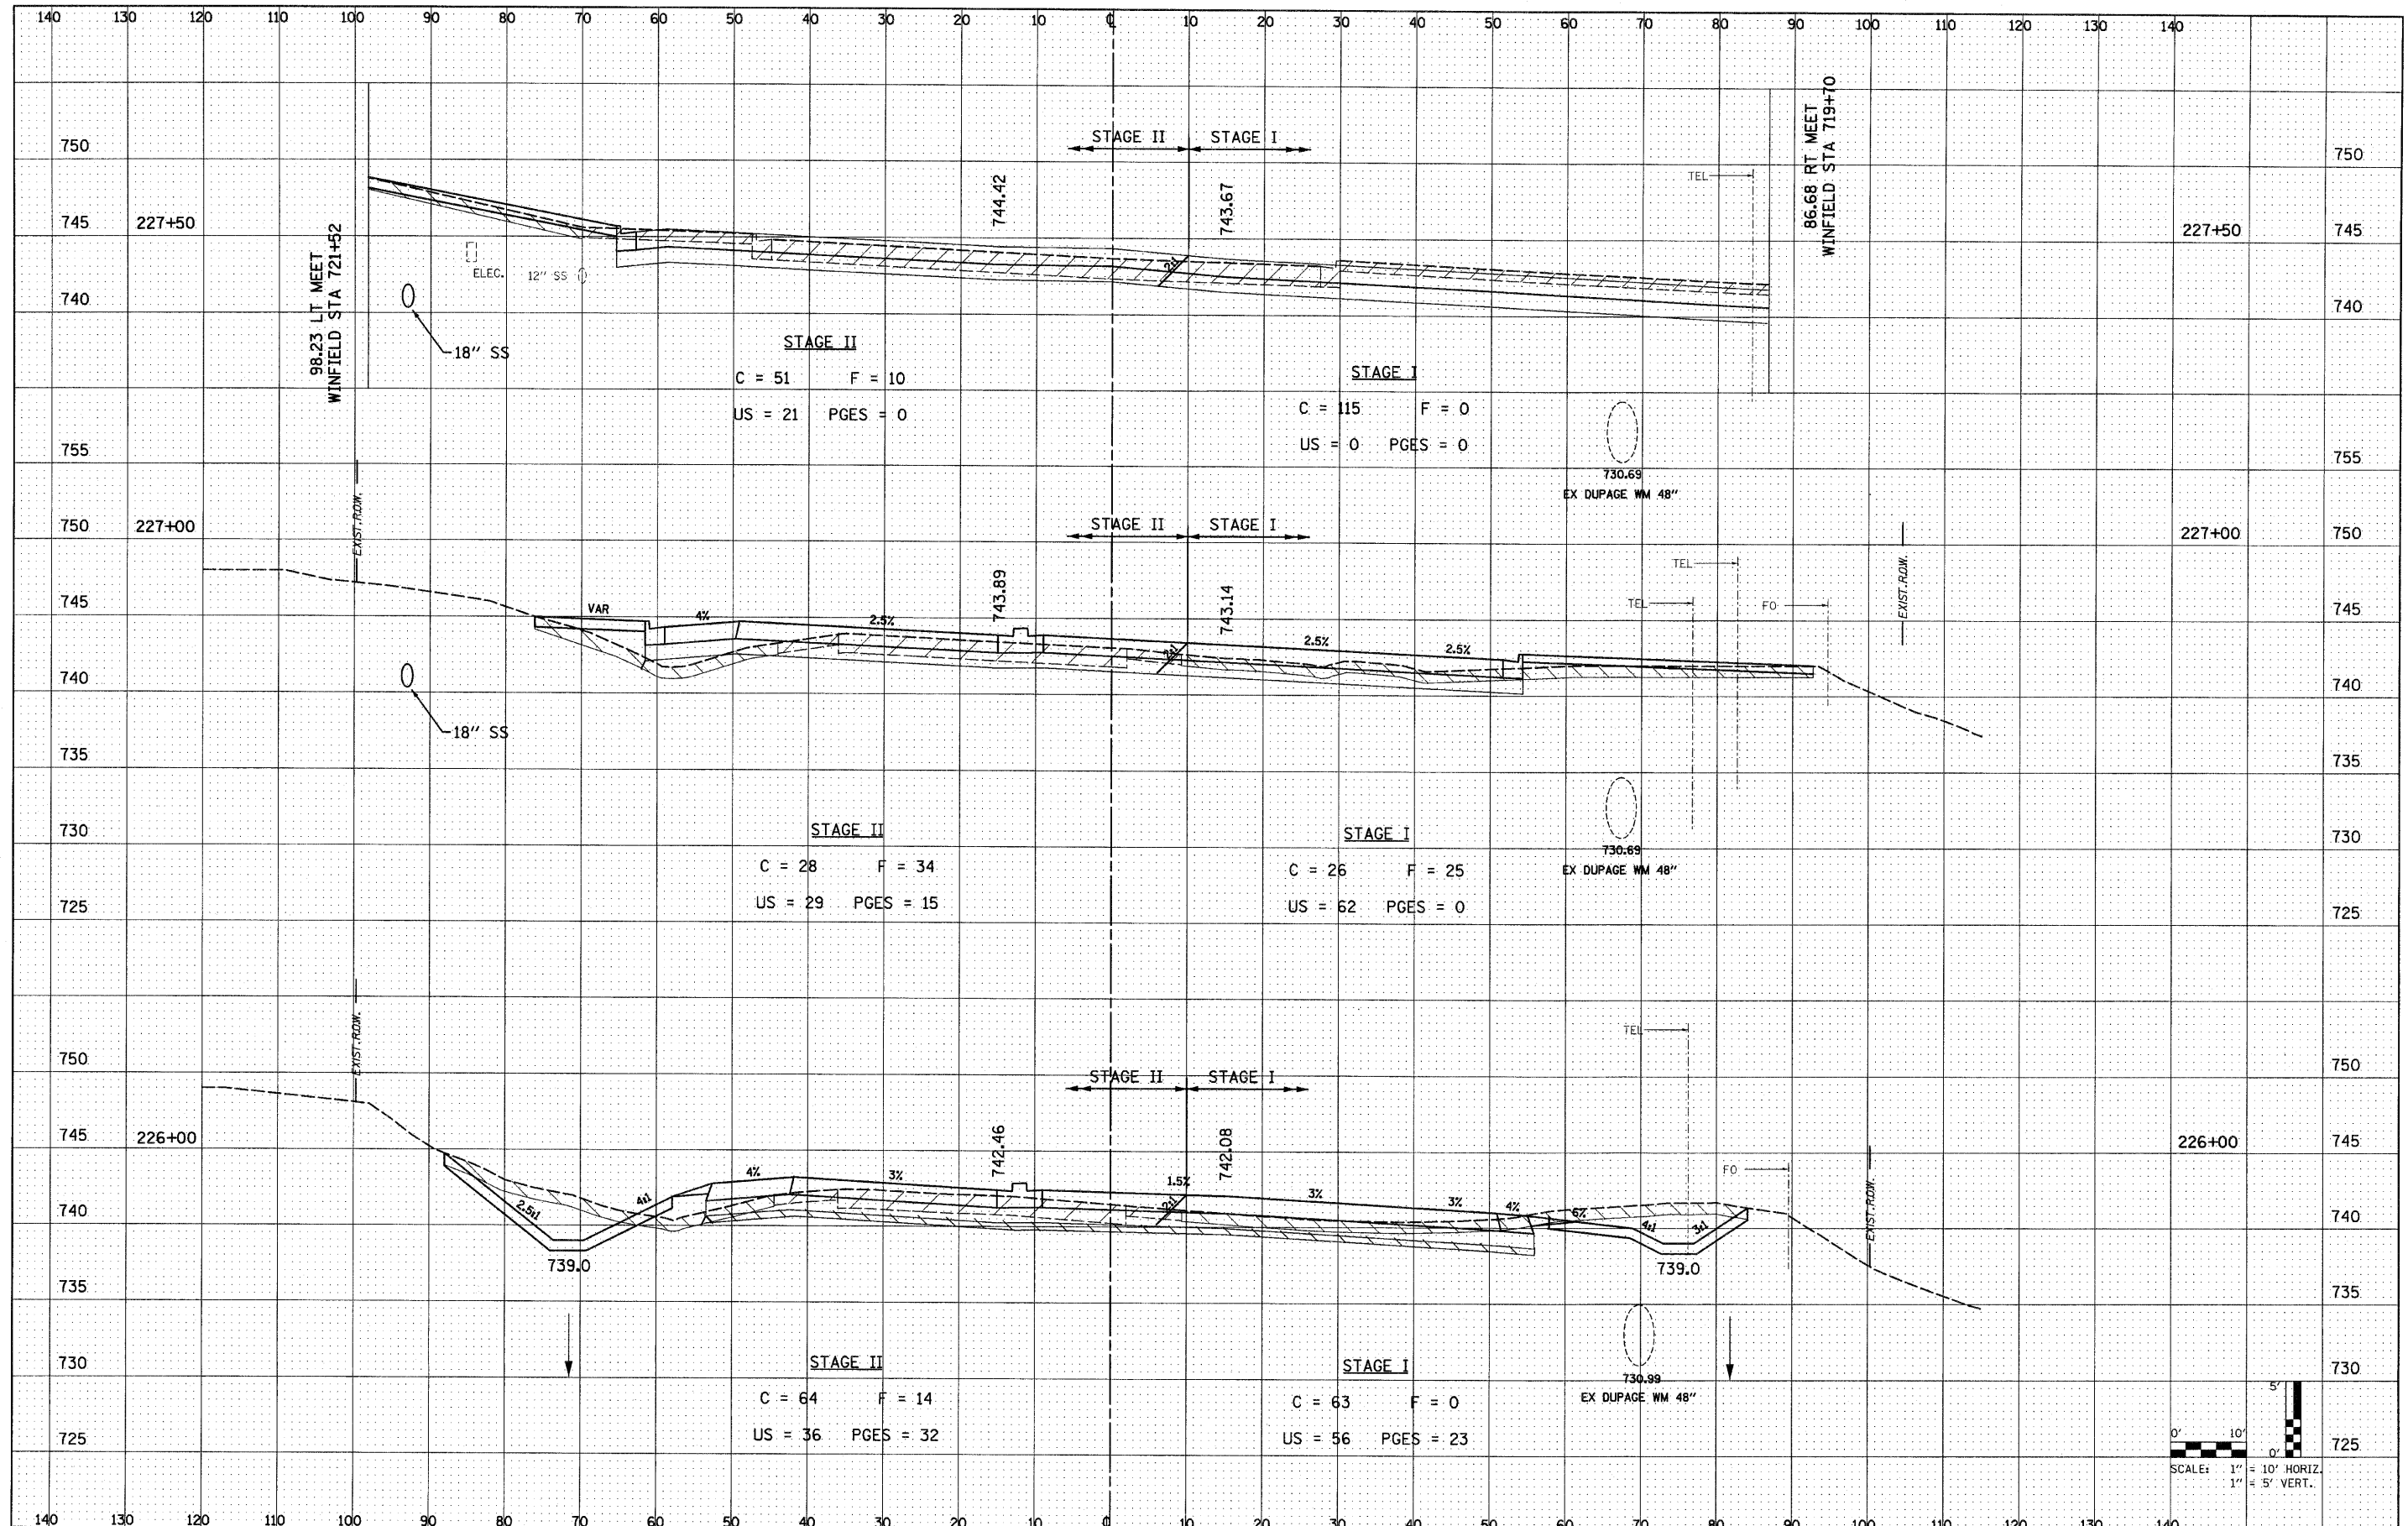 140 130 120 110 100 90 80 70 60 50 40 30 20 10 ℄ 10 20 30 40 50 60 70 80 90 100 110 120 130 140
98.23 LT MEET
WINFIELD STA 721+52
86.68 RT MEET
WINFIELD STA 719+70
STAGE II STAGE I
750 750
744.42 743.67
TEL
745 227+50 227+50 745
2:1
ELEC. 12" SS
740 740
18" SS
STAGE II
C = 51 F = 10
US = 21 PGES = 0
STAGE I
C = 115 F = 0
US = 0 PGES = 0
755 755
730.69
EX DUPAGE WM 48"
EXIST. R.O.W.
750 227+00 227+00 750
STAGE II STAGE I
743.89 743.14
TEL
TEL
FO
EXIST. R.O.W.
745 745
VAR 4% 2.5% 2:1 2.5% 2.5%
740 740
18" SS
735 735
730 730
STAGE II
C = 28 F = 34
US = 29 PGES = 15
STAGE I
C = 26 F = 25
US = 62 PGES = 0
730.69
EX DUPAGE WM 48"
725 725
EXIST. R.O.W.
TEL
750 750
STAGE II STAGE I
742.46 742.08
745 226+00 226+00 745
FO
EXIST. R.O.W.
2.5:1 4:1 4% 3% 1.5% 2:1 3% 3% 4% 6% 4:1 3:1
740 740
739.0 739.0
735 735
730 730
STAGE II
C = 64 F = 14
US = 36 PGES = 32
STAGE I
C = 63 F = 0
US = 56 PGES = 23
730.99
EX DUPAGE WM 48"
725 725
5'
0' 10' 0'
SCALE: 1" = 10' HORIZ.
1" = 5' VERT.
140 130 120 110 100 90 80 70 60 50 40 30 20 10 ℄ 10 20 30 40 50 60 70 80 90 100 110 120 130 140